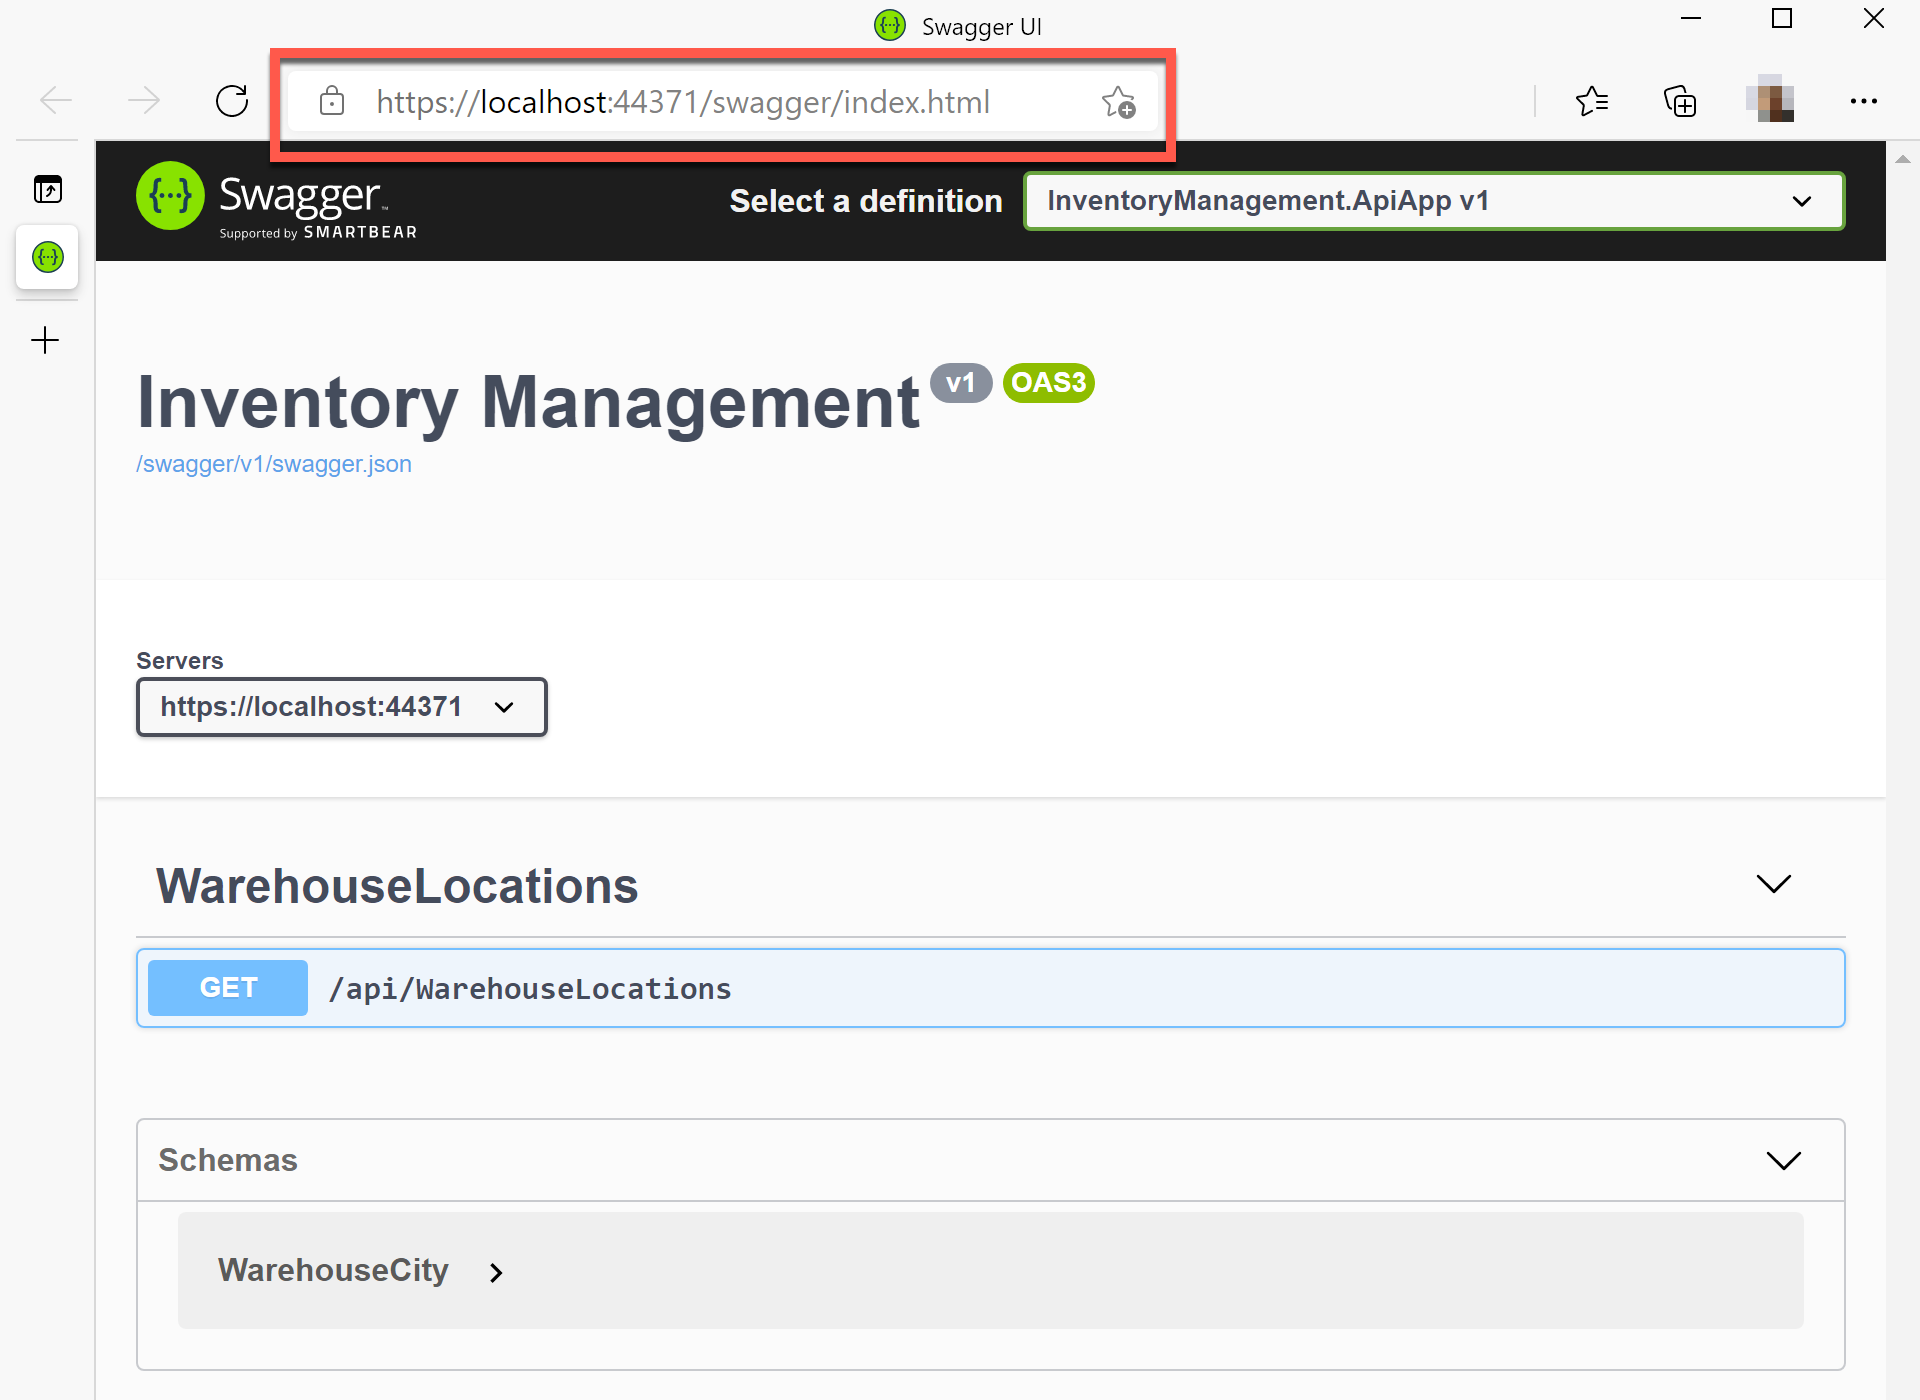 Swagger UI
https://localhost:44371/swagger/index.html
Swagger™
Supported by SMARTBEAR
Select a definition
InventoryManagement.ApiApp v1
Inventory Management v1 OAS3
/swagger/v1/swagger.json
Servers
https://localhost:44371
WarehouseLocations
GET /api/WarehouseLocations
Schemas
WarehouseCity